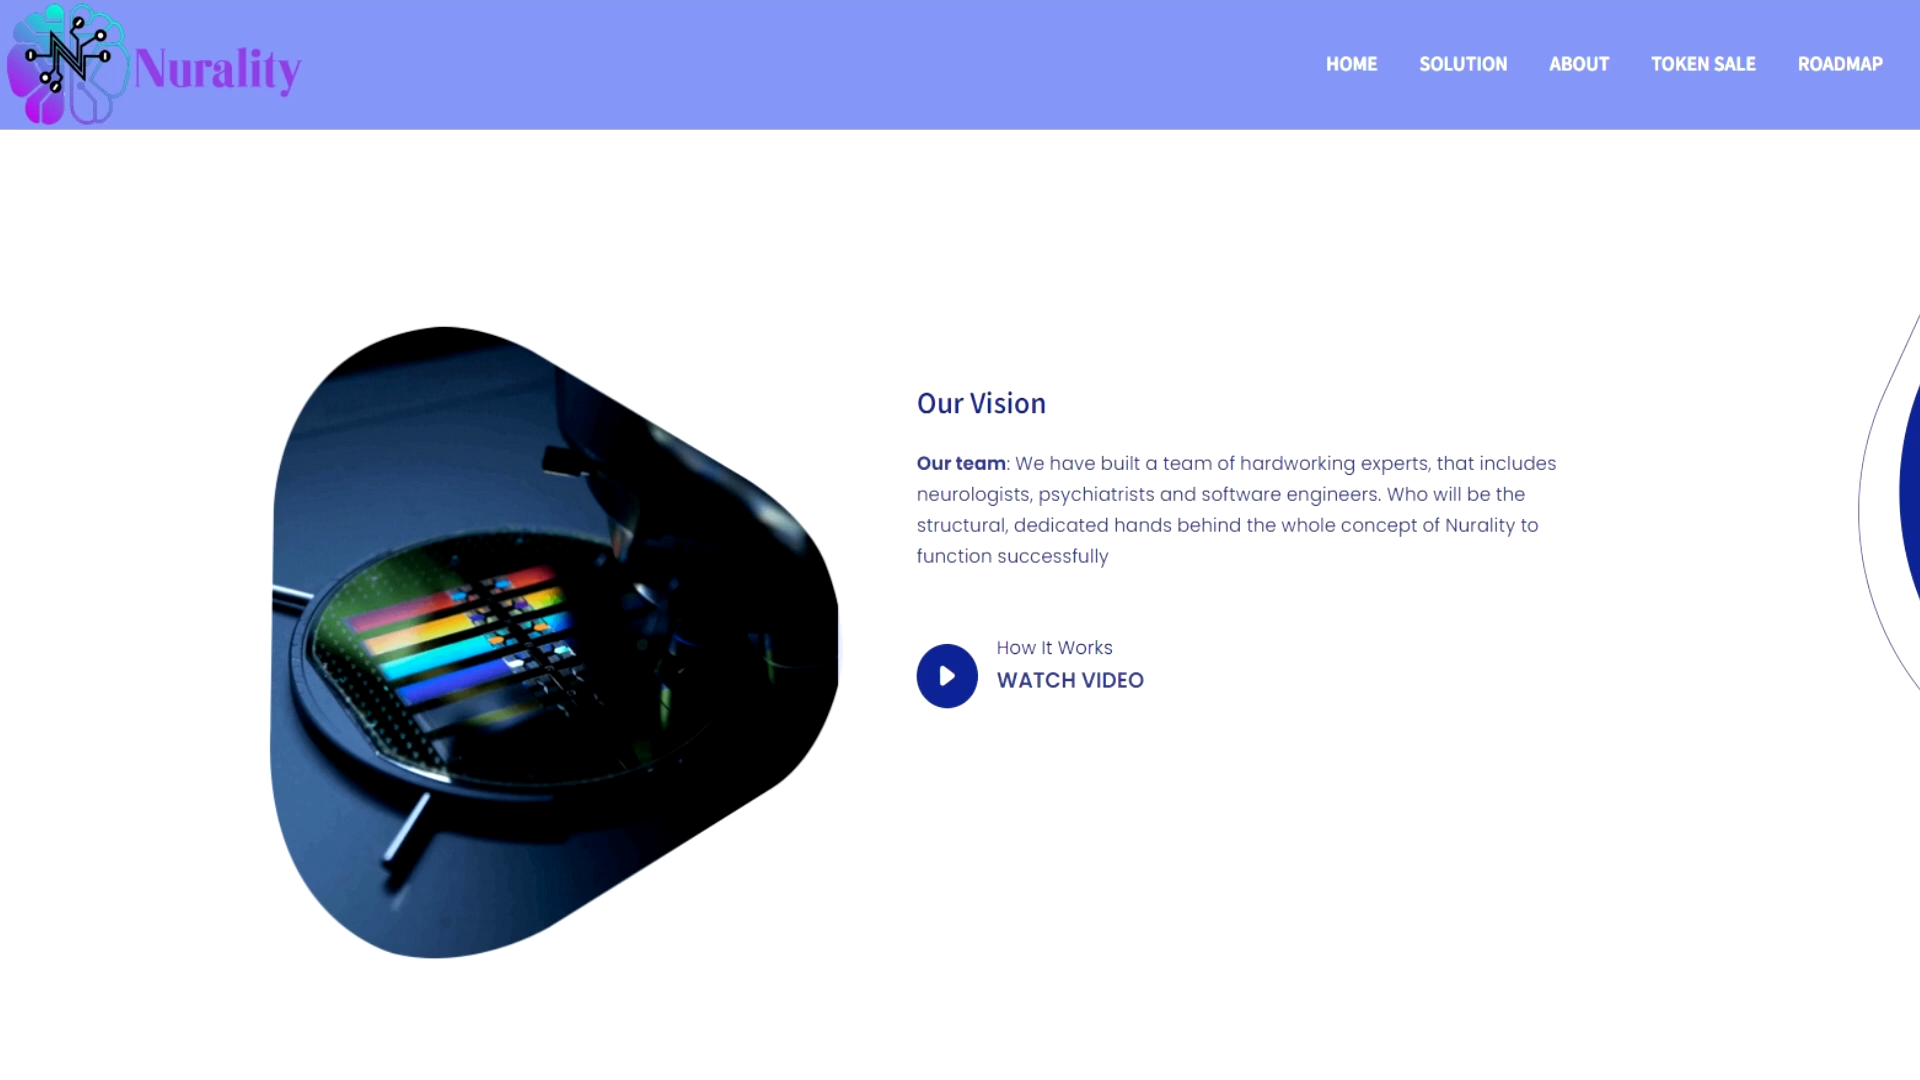 Nurality
HOME SOLUTION ABOUT TOKEN SALE ROADMAP
Our Vision
Our team: We have built a team of hardworking experts, that includes
neurologists, psychiatrists and software engineers. Who will be the
structural, dedicated hands behind the whole concept of Nurality to
function successfully
How It Works
WATCH VIDEO